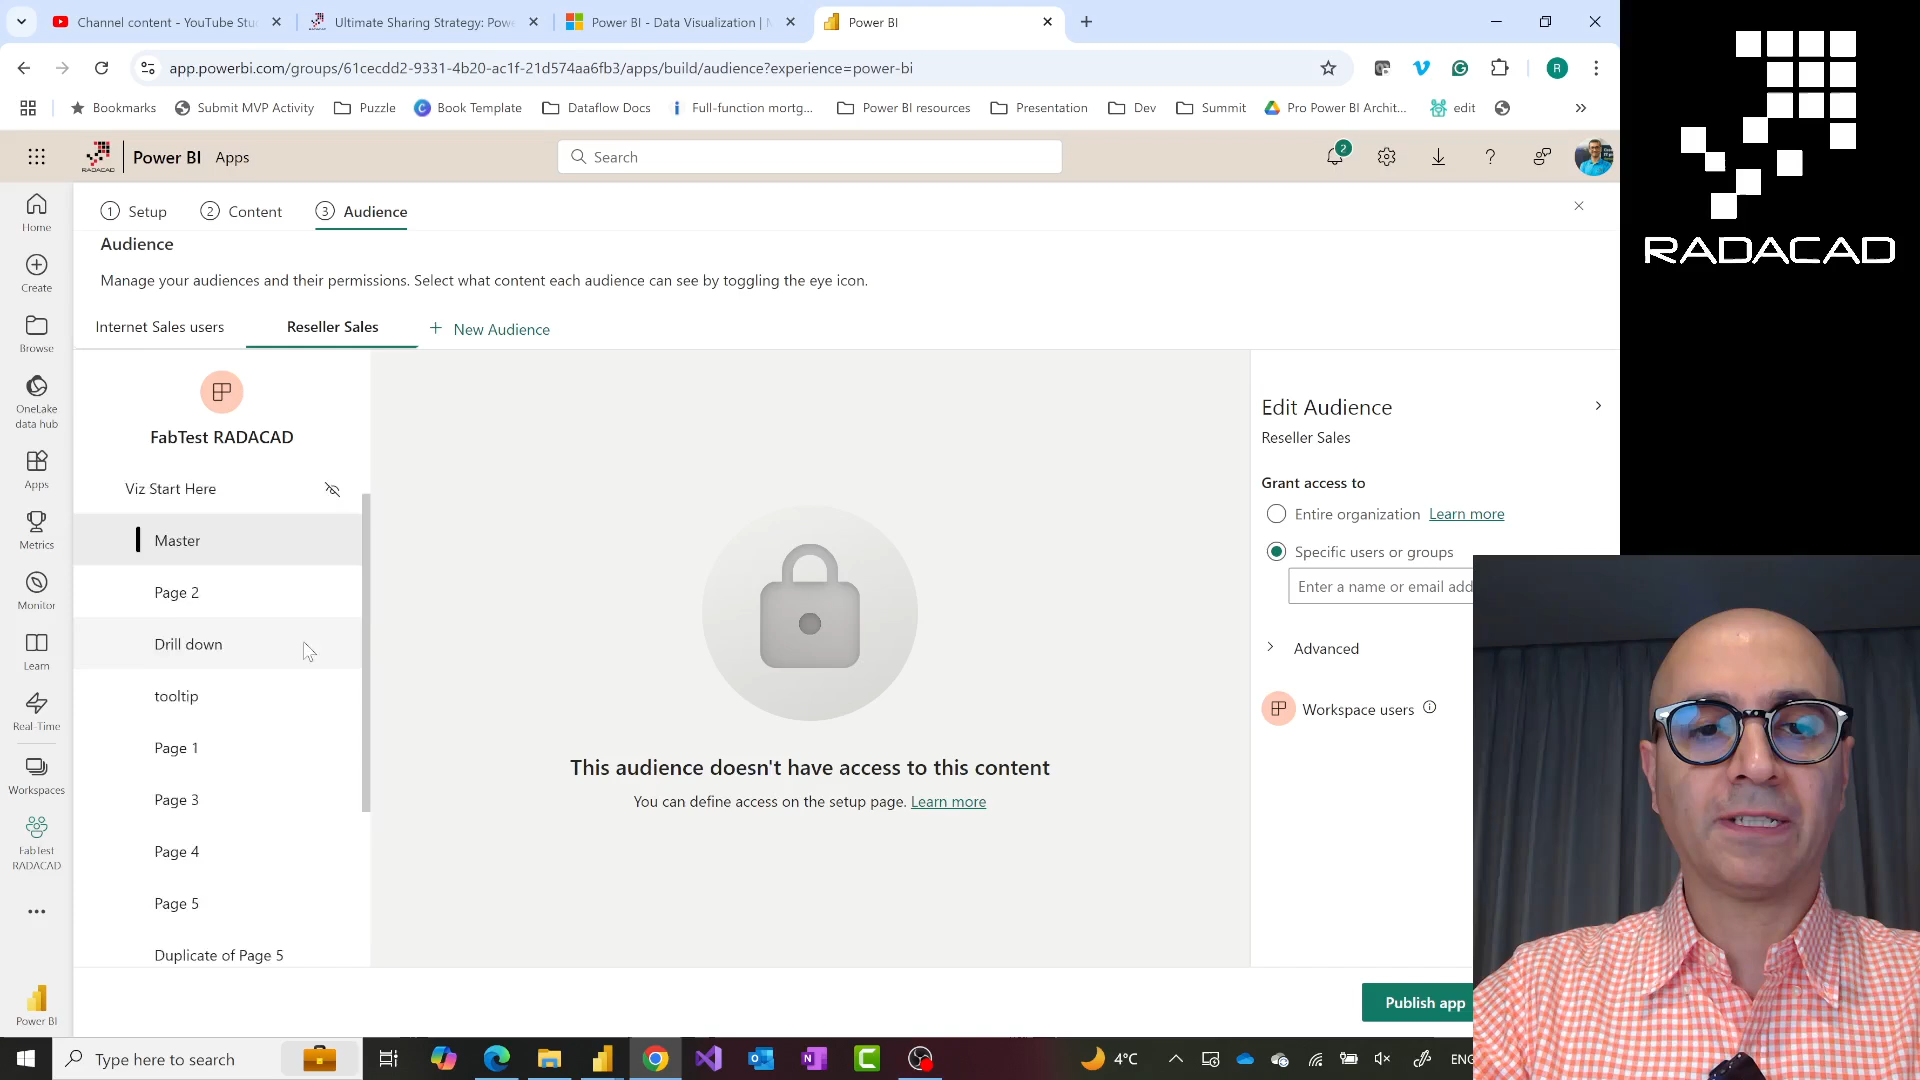 Channel content - YouTube Stu
Ultimate Sharing Strategy: Powe
Power BI - Data Visualization | M
Power BI
app.powerbi.com/groups/61cecdd2-9331-4b20-ac1f-21d574aa6fb3/apps/build/audience?experience=power-bi
R
Bookmarks
Submit MVP Activity
Puzzle
Book Template
Dataflow Docs
Full-function mortg...
Power BI resources
Presentation
Dev
Summit
Pro Power BI Archit...
edit
RADACAD
Power BI
Apps
Search
2
RADACAD
1 Setup
2 Content
3 Audience
Home
Create
Browse
OneLake
data hub
Apps
Metrics
Monitor
Learn
Real-Time
Workspaces
FabTest
RADACAD
Power BI
Audience
Manage your audiences and their permissions. Select what content each audience can see by toggling the eye icon.
Internet Sales users
Reseller Sales
New Audience
FabTest RADACAD
Viz Start Here
Master
Page 2
Drill down
tooltip
Page 1
Page 3
Page 4
Page 5
Duplicate of Page 5
This audience doesn't have access to this content
You can define access on the setup page. Learn more
Edit Audience
Reseller Sales
Grant access to
Entire organization Learn more
Specific users or groups
Enter a name or email add
Advanced
Workspace users
Publish app
Type here to search
4°C
ENG